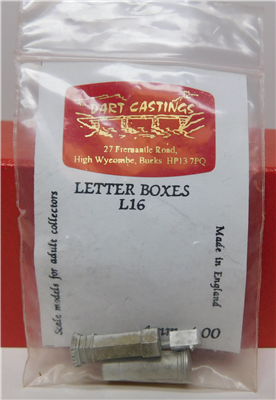 DART CASTINGS
27 Fremantle Road,
High Wycombe, Bucks HP13 7PQ
LETTER BOXES
L16
Scale models for adult collectors
Made in England
00